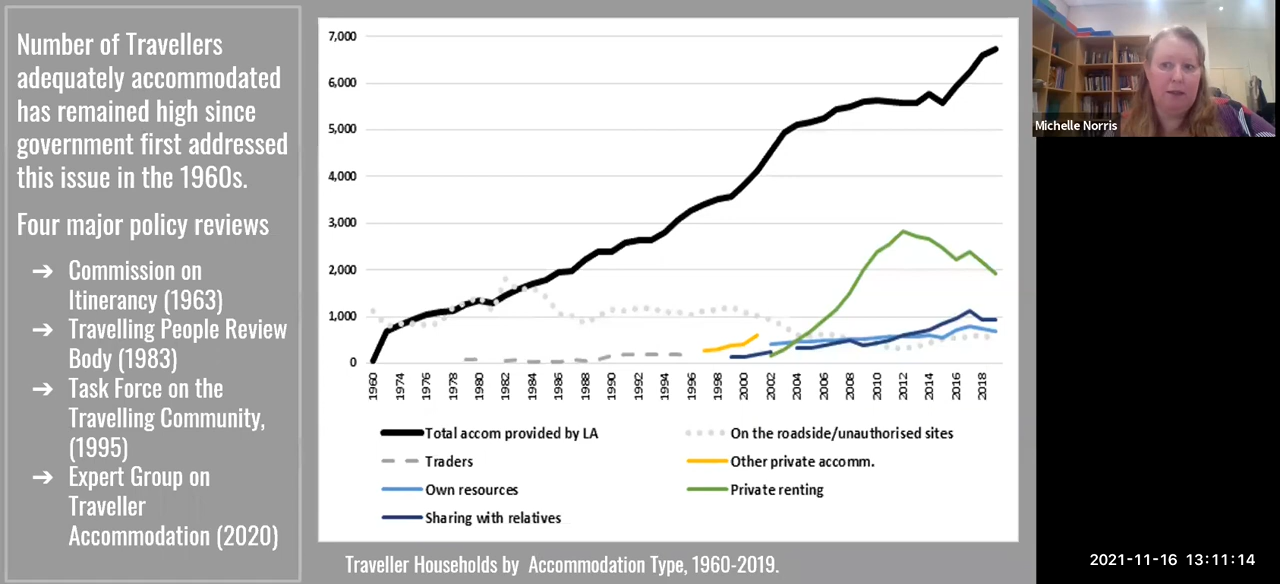 Number of Travellers
adequately accommodated
has remained high since
government first addressed
this issue in the 1960s.
Four major policy reviews
➔ Commission on
Itinerancy (1963)
➔ Travelling People Review
Body (1983)
➔ Task Force on the
Travelling Community,
(1995)
➔ Expert Group on
Traveller
Accommodation (2020)
7,000
6,000
5,000
4,000
3,000
2,000
1,000
0
1960 1974 1976 1978 1980 1982 1984 1986 1988 1990 1992 1994 1996 1998 2000 2002 2004 2006 2008 2010 2012 2014 2016 2018
Total accom provided by LA
On the roadside/unauthorised sites
Traders
Other private accomm.
Own resources
Private renting
Sharing with relatives
Traveller Households by Accommodation Type, 1960-2019.
Michelle Norris
2021-11-16 13:11:14